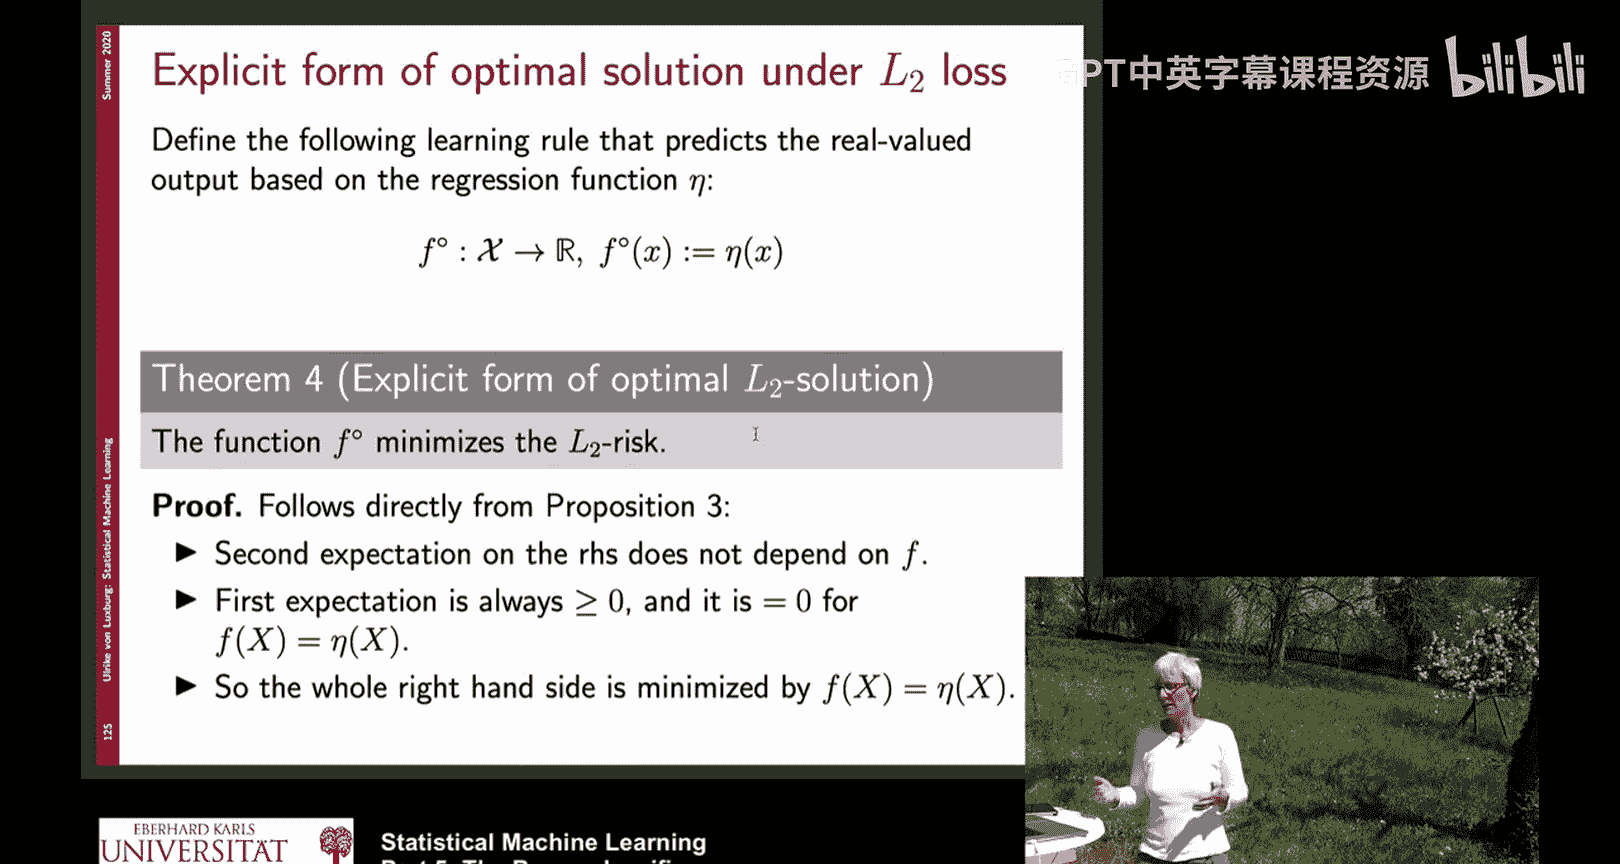 Summer 2020
Explicit form of optimal solution under L₂ loss
PT中英字幕课程资源
bilibili
Define the following learning rule that predicts the real-valued
output based on the regression function η:
f° : 𝒳 → ℝ, f°(x) := η(x)
Theorem 4 (Explicit form of optimal L₂-solution)
The function f° minimizes the L₂-risk.
Proof. Follows directly from Proposition 3:
▶ Second expectation on the rhs does not depend on f.
▶ First expectation is always ≥ 0, and it is = 0 for
f(X) = η(X).
▶ So the whole right hand side is minimized by f(X) = η(X).
Ulrike von Luxburg: Statistical Machine Learning
125
EBERHARD KARLS
UNIVERSITÄT
Statistical Machine Learning